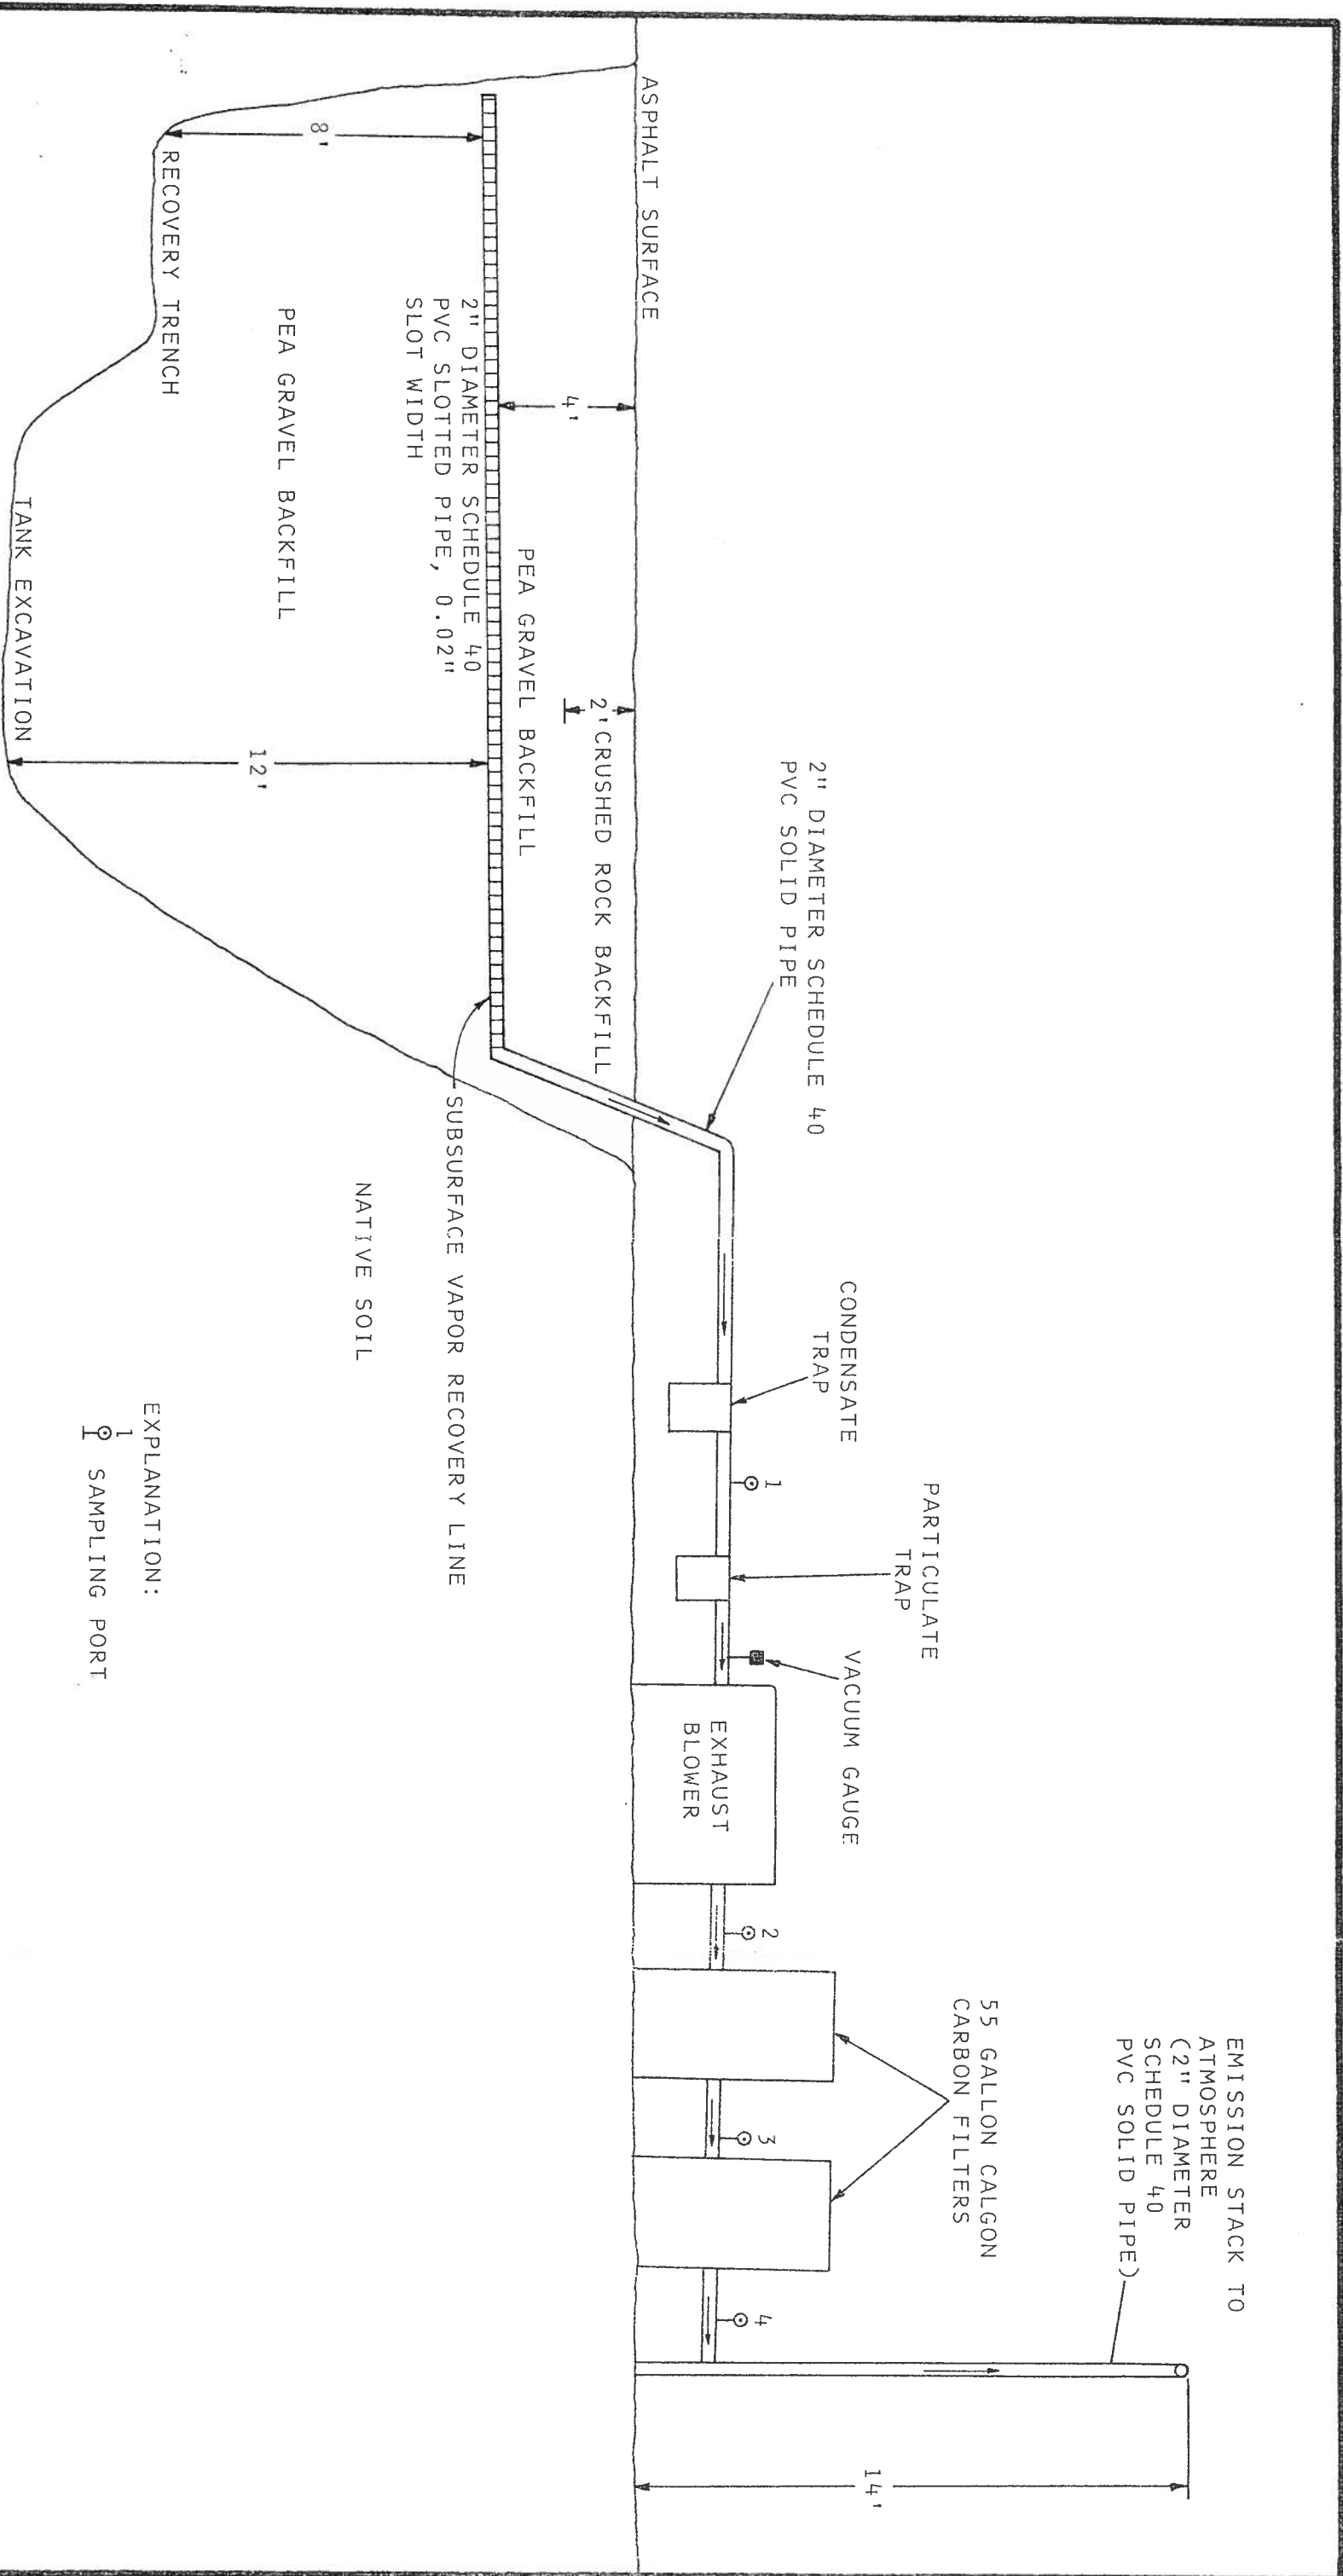 EMISSION STACK TO
ATMOSPHERE
(2" DIAMETER
SCHEDULE 40
PVC SOLID PIPE)
14'
55 GALLON CALGON
CARBON FILTERS
PARTICULATE
TRAP
VACUUM GAUGE
CONDENSATE
TRAP
2" DIAMETER SCHEDULE 40
PVC SOLID PIPE
1
2
3
4
EXHAUST
BLOWER
ASPHALT SURFACE
2' CRUSHED ROCK BACKFILL
4'
PEA GRAVEL BACKFILL
2" DIAMETER SCHEDULE 40
PVC SLOTTED PIPE, 0.02"
SLOT WIDTH
SUBSURFACE VAPOR RECOVERY LINE
8'
PEA GRAVEL BACKFILL
12'
NATIVE SOIL
RECOVERY TRENCH
TANK EXCAVATION
EXPLANATION:
1
SAMPLING PORT